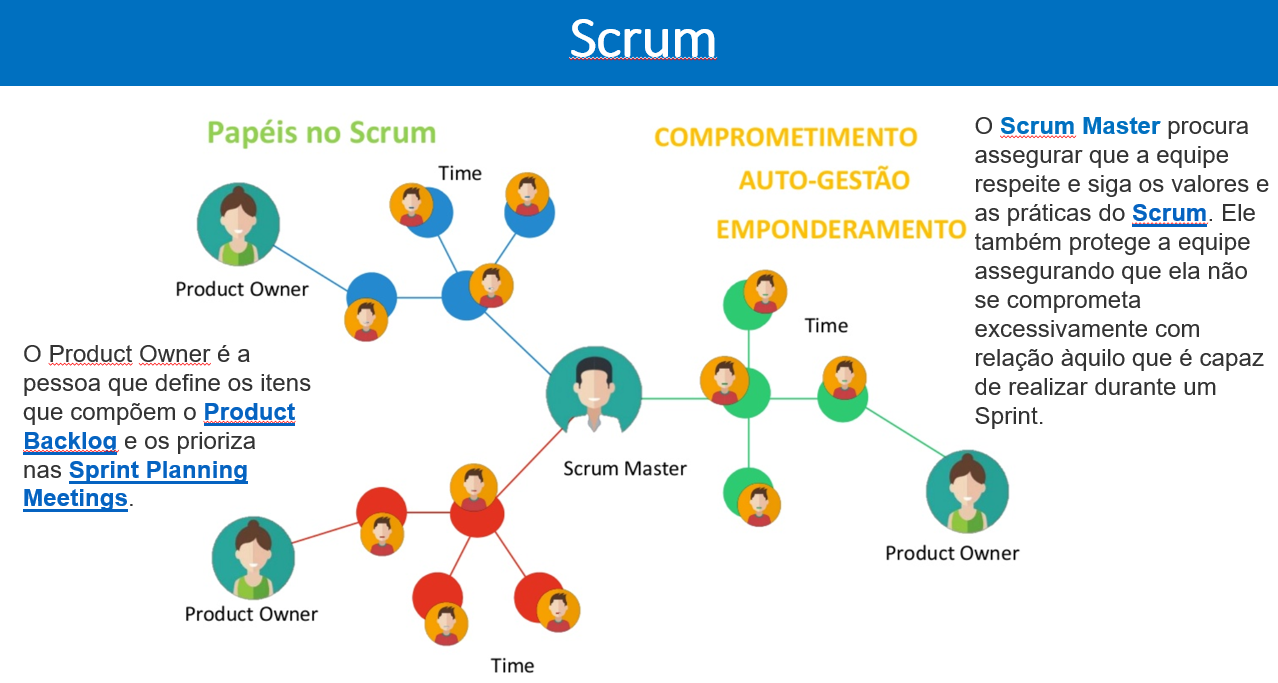 Scrum
Papéis no Scrum
COMPROMETIMENTO
AUTO-GESTÃO
EMPONDERAMENTO
Time
Product Owner
O Product Owner é a
pessoa que define os itens
que compõem o Product
Backlog e os prioriza
nas Sprint Planning
Meetings.
O Scrum Master procura
assegurar que a equipe
respeite e siga os valores e
as práticas do Scrum. Ele
também protege a equipe
assegurando que ela não
se comprometa
excessivamente com
relação àquilo que é capaz
de realizar durante um
Sprint.
Time
Scrum Master
Product Owner
Product Owner
Time